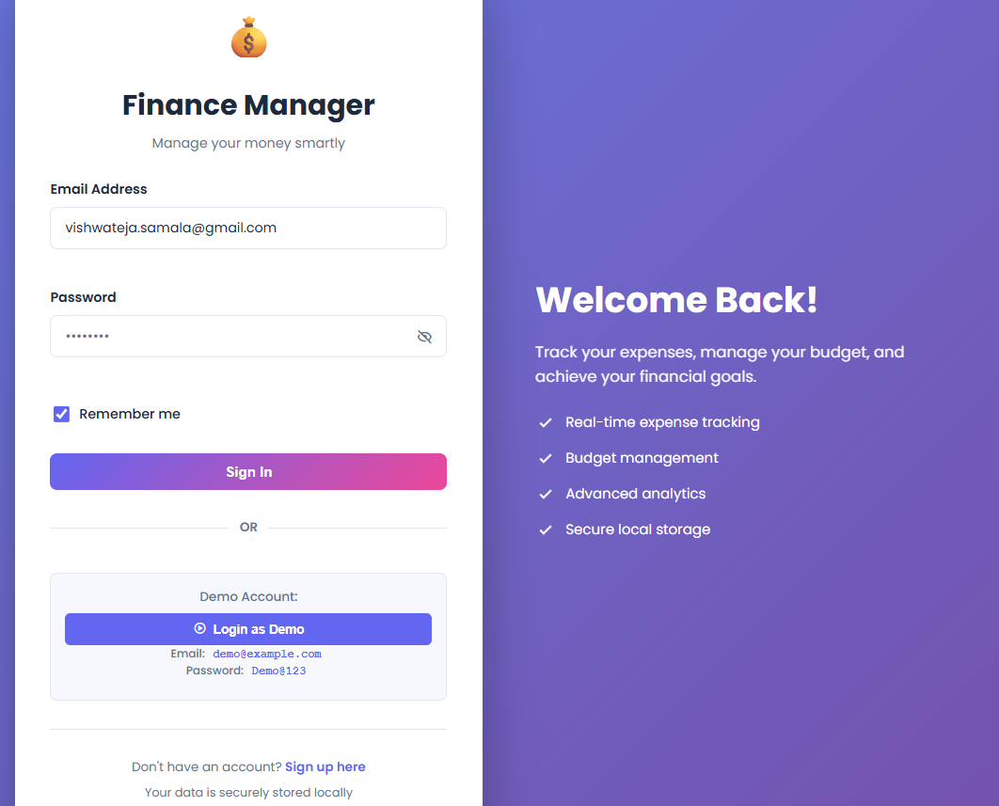 Finance Manager
Manage your money smartly
Email Address
vishwateja.samala@gmail.com
Password
••••••••
Remember me
Sign In
OR
Demo Account:
Login as Demo
Email: demo@example.com
Password: Demo@123
Don't have an account? Sign up here
Your data is securely stored locally
Welcome Back!
Track your expenses, manage your budget, and
achieve your financial goals.
Real-time expense tracking
Budget management
Advanced analytics
Secure local storage